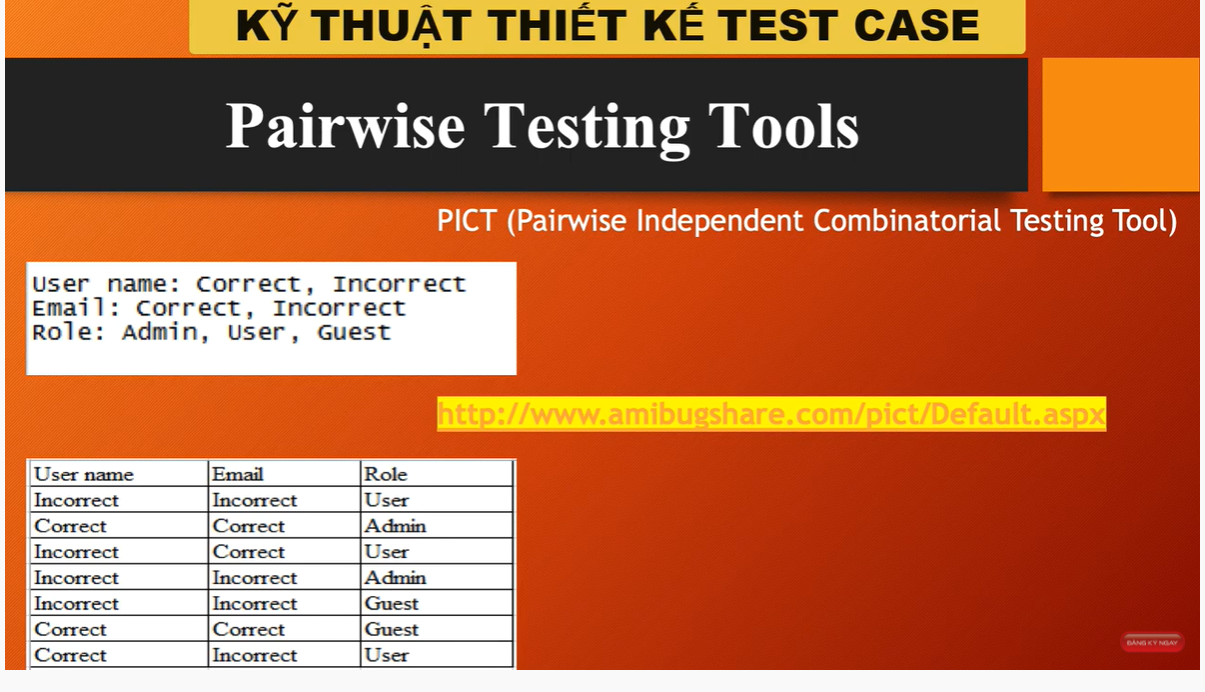 KỸ THUẬT THIẾT KẾ TEST CASE
Pairwise Testing Tools
PICT (Pairwise Independent Combinatorial Testing Tool)
User name: Correct, Incorrect
Email: Correct, Incorrect
Role: Admin, User, Guest
http://www.amibugshare.com/pict/Default.aspx
User name Email Role
Incorrect Incorrect User
Correct Correct Admin
Incorrect Correct User
Incorrect Incorrect Admin
Incorrect Incorrect Guest
Correct Correct Guest
Correct Incorrect User
ĐĂNG KÝ NGAY